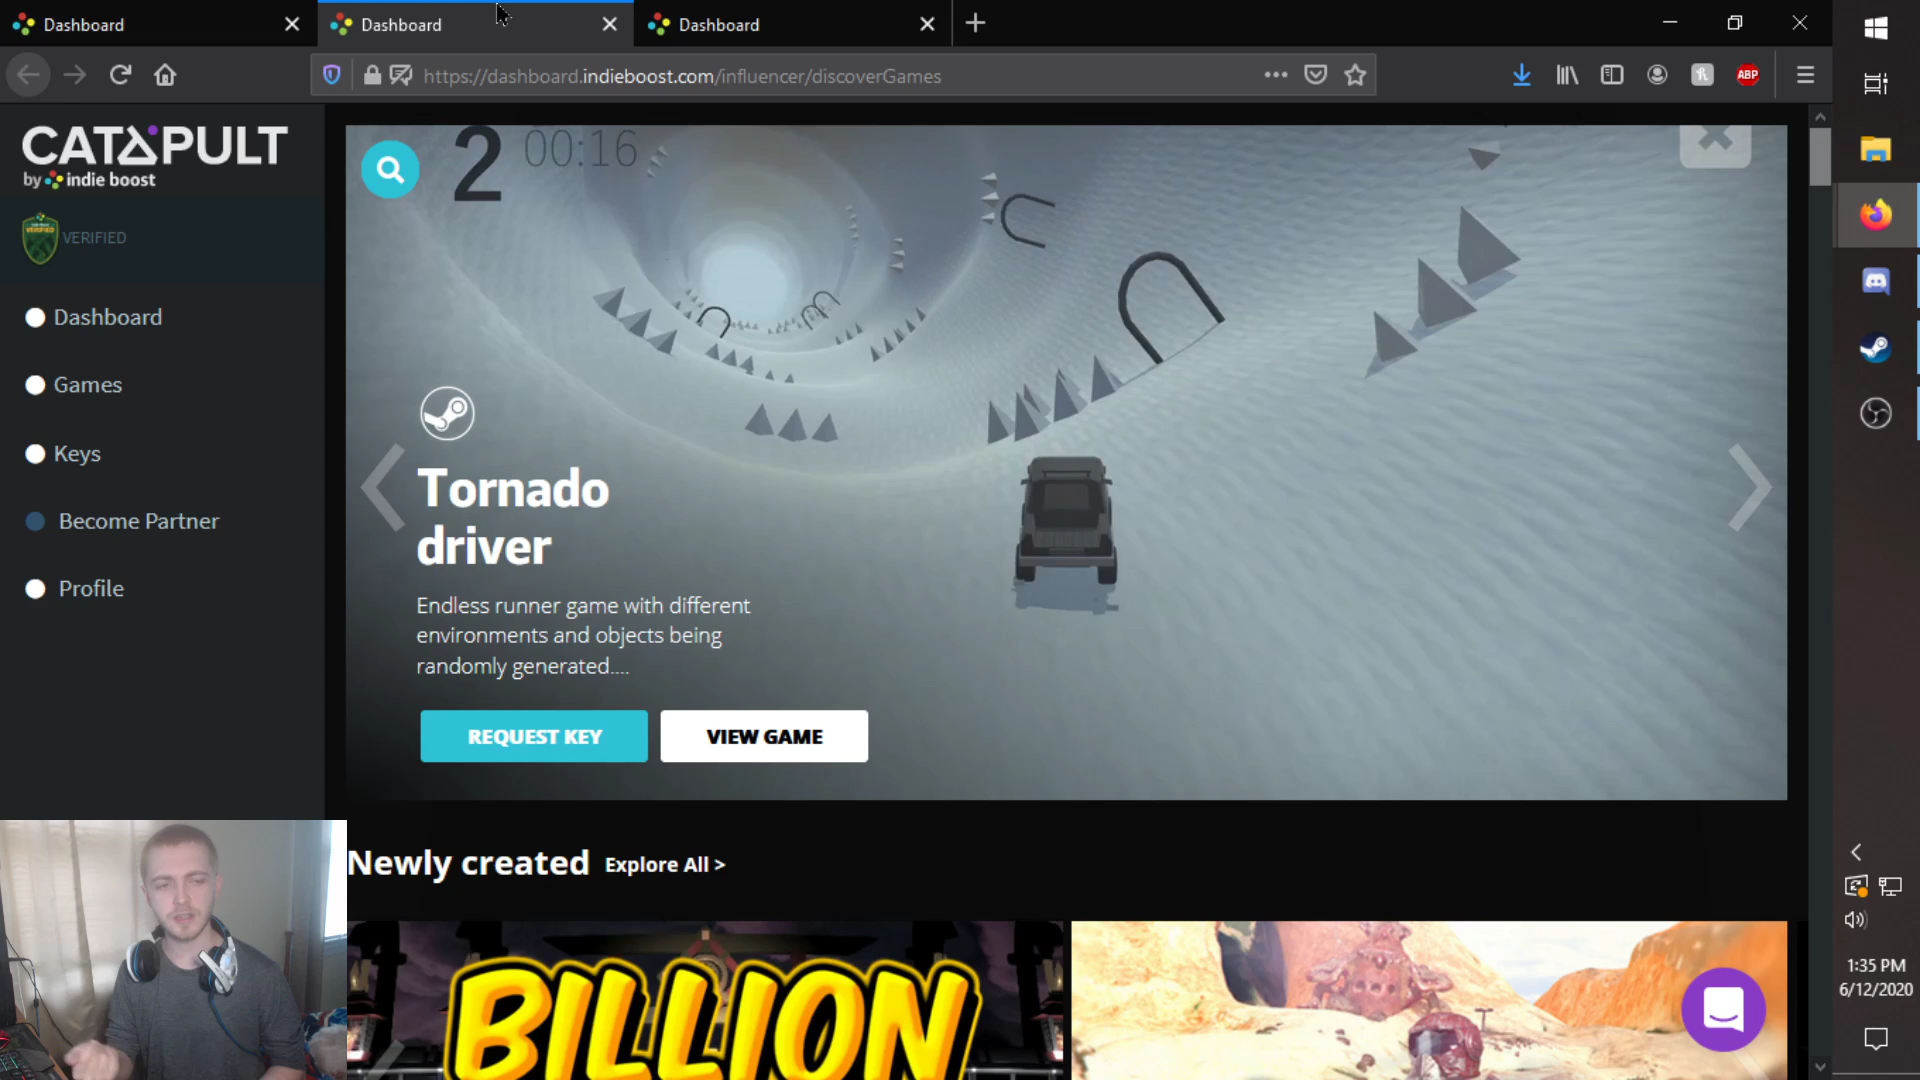 Dashboard
Dashboard
Dashboard
https://dashboard.indieboost.com/influencer/discoverGames
ABP
CATAPULT
by indie boost
VERIFIED
VERIFIED
Dashboard
Games
Keys
Become Partner
Profile
2 00:16
Tornado
driver
Endless runner game with different
environments and objects being
randomly generated....
REQUEST KEY
VIEW GAME
Newly created Explore All >
BILLION
1:35 PM
6/12/2020